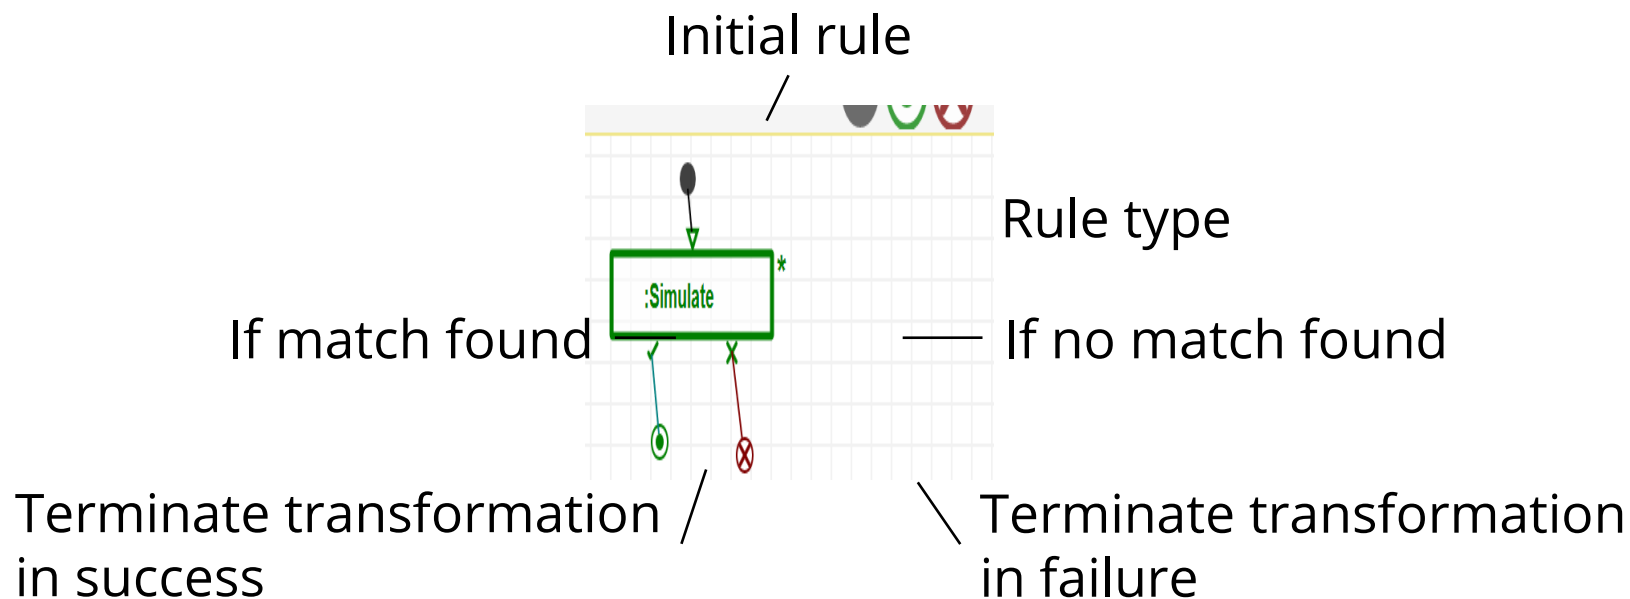 Initial rule
Rule type
*
:Simulate
If match found
If no match found
Terminate transformation
in success
Terminate transformation
in failure